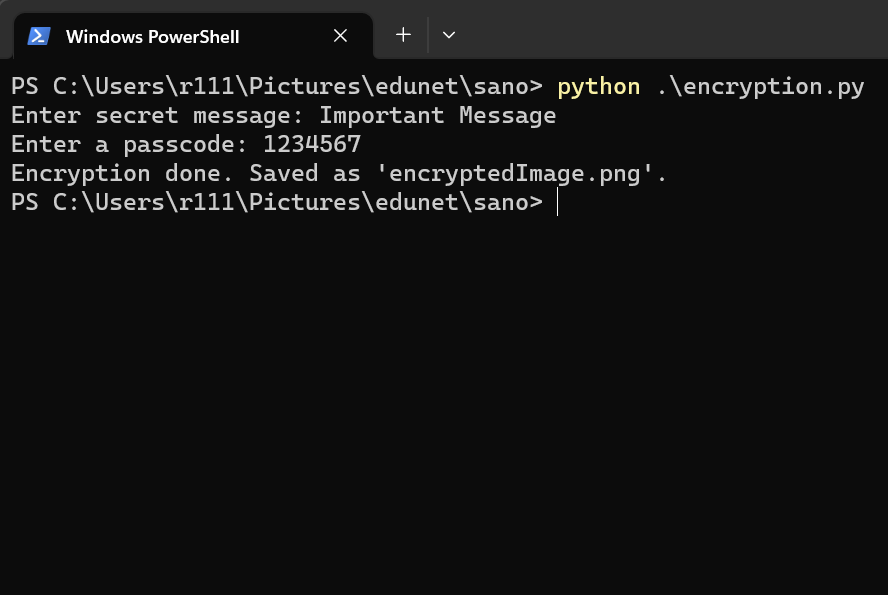 Windows PowerShell
PS C:\Users\r111\Pictures\edunet\sano> python .\encryption.py
Enter secret message: Important Message
Enter a passcode: 1234567
Encryption done. Saved as 'encryptedImage.png'.
PS C:\Users\r111\Pictures\edunet\sano>